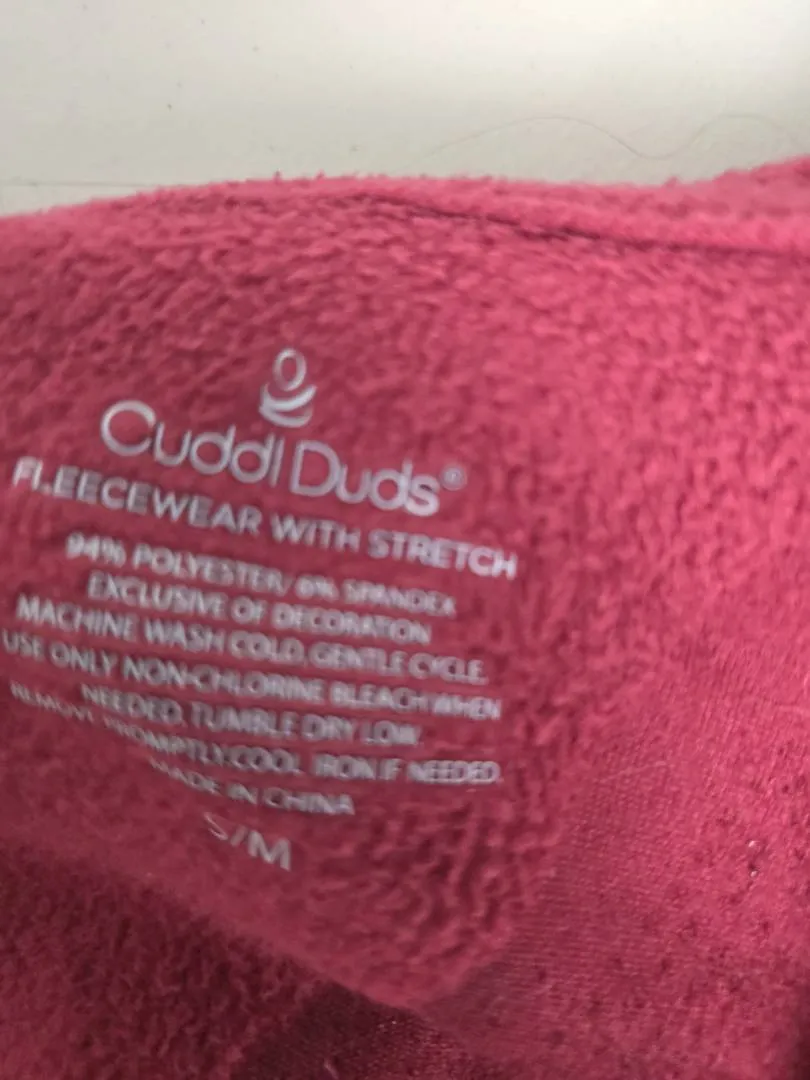 Cuddl Duds®
FLEECEWEAR WITH STRETCH
94% POLYESTER/ 6% SPANDEX
EXCLUSIVE OF DECORATION
MACHINE WASH COLD, GENTLE CYCLE.
USE ONLY NON-CHLORINE BLEACH WHEN
NEEDED. TUMBLE DRY LOW.
REMOVE PROMPTLY.COOL IRON IF NEEDED.
MADE IN CHINA
S/M